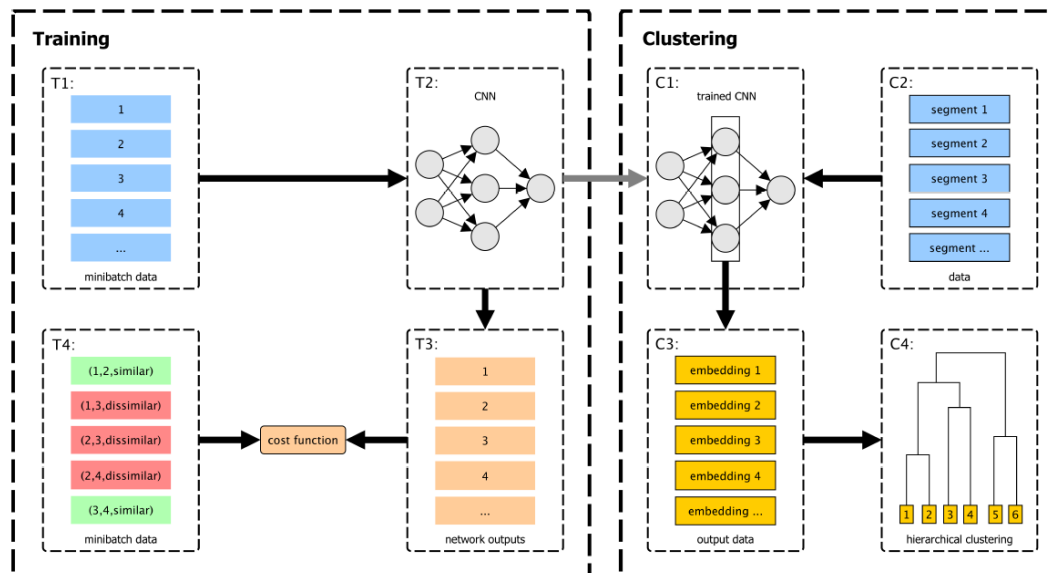 Training
T1:
1
2
3
4
...
minibatch data
T2:
CNN
T4:
(1,2,similar)
(1,3,dissimilar)
(2,3,dissimilar)
(2,4,dissimilar)
(3,4,similar)
minibatch data
cost function
T3:
1
2
3
4
...
network outputs
Clustering
C1:
trained CNN
C2:
segment 1
segment 2
segment 3
segment 4
segment ...
data
C3:
embedding 1
embedding 2
embedding 3
embedding 4
embedding ...
output data
C4:
1 2 3 4 5 6
hierarchical clustering